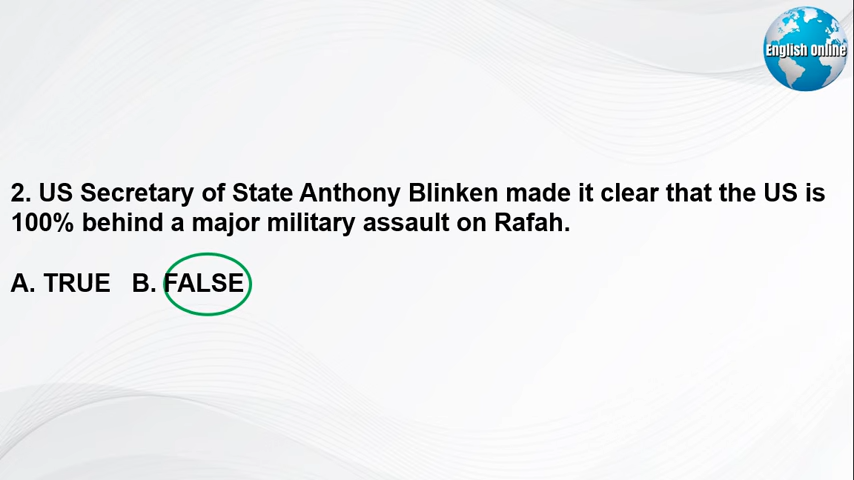 English Online
2. US Secretary of State Anthony Blinken made it clear that the US is
100% behind a major military assault on Rafah.
A. TRUE B. FALSE